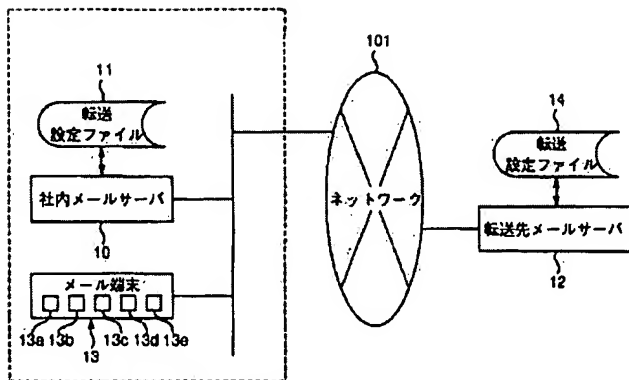 101
11
転送
設定ファイル
14
転送
設定ファイル
社内メールサーバ
ネットワーク
転送先メールサーバ
10
12
メール端末
13a 13b 13c 13d 13e
13